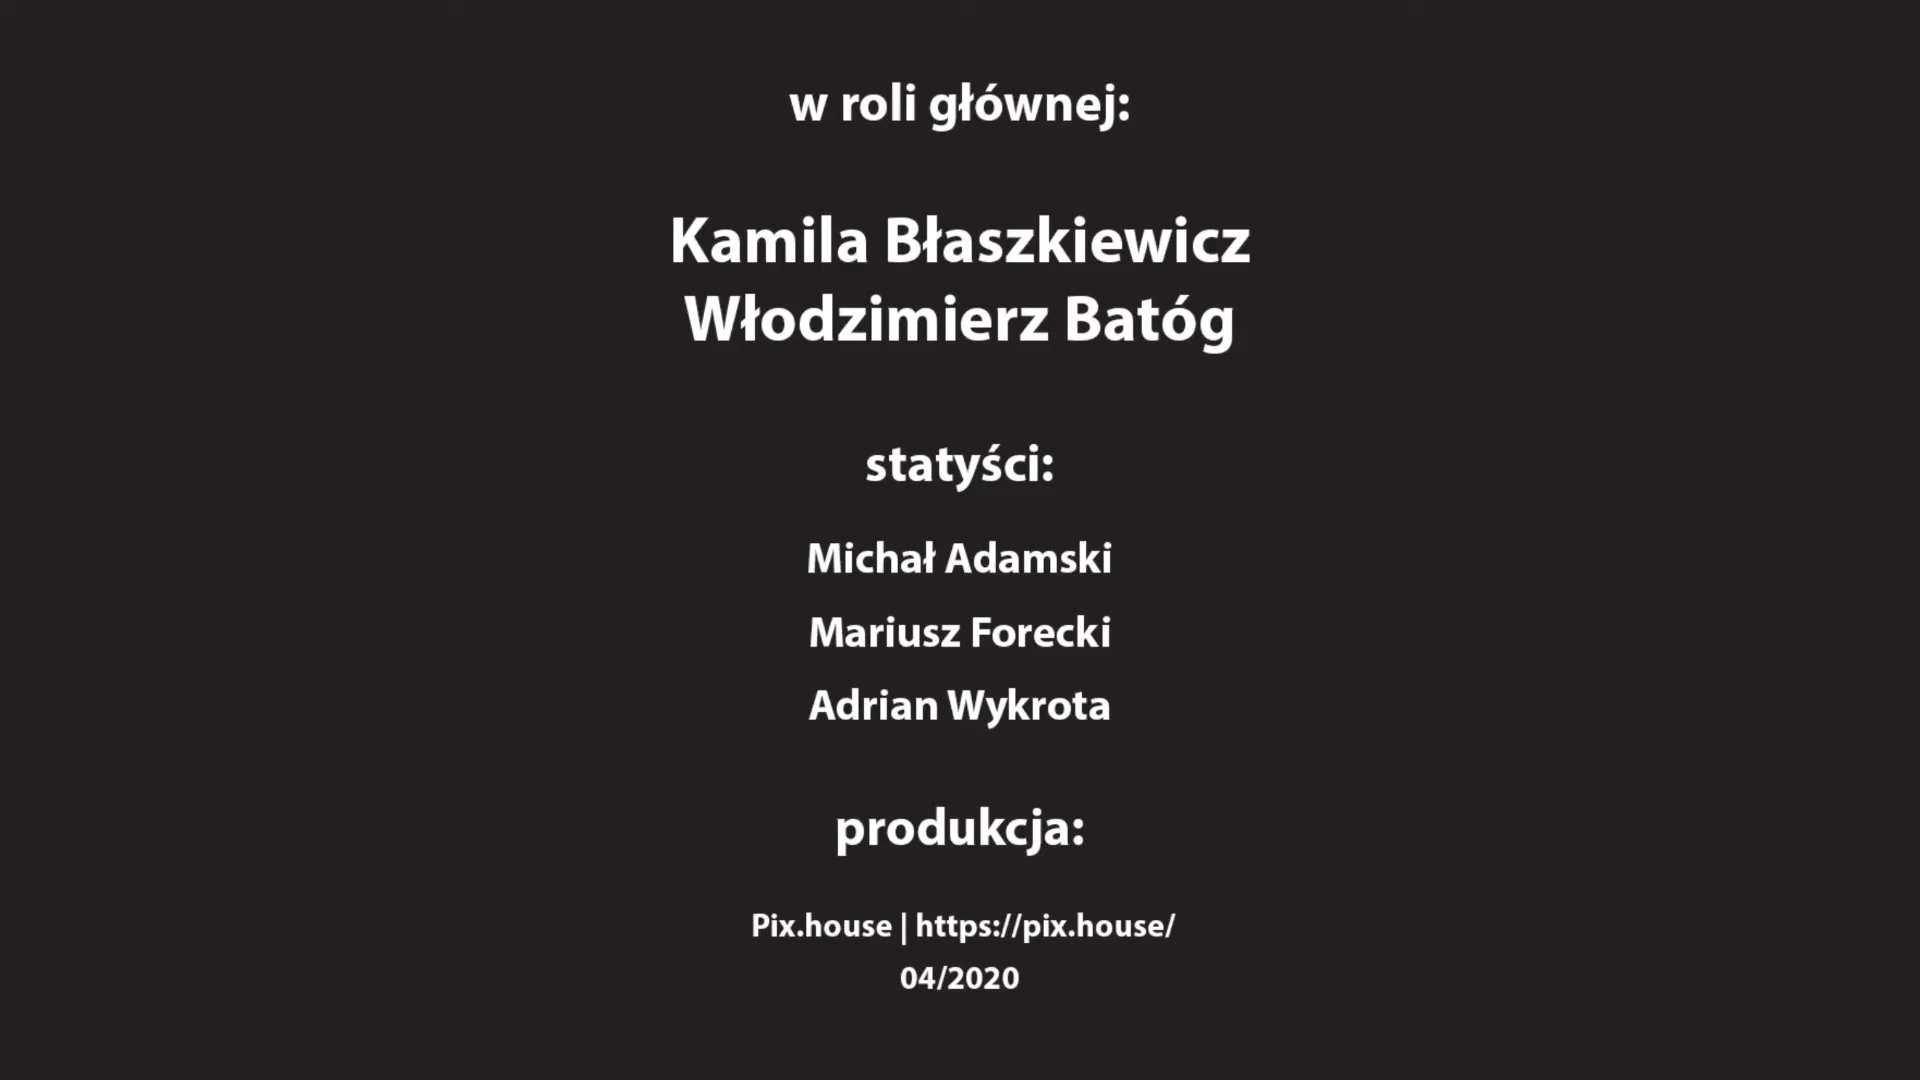 w roli głównej:
Kamila Błaszkiewicz
Włodzimierz Batóg
statyści:
Michał Adamski
Mariusz Forecki
Adrian Wykrota
produkcja:
Pix.house | https://pix.house/
04/2020